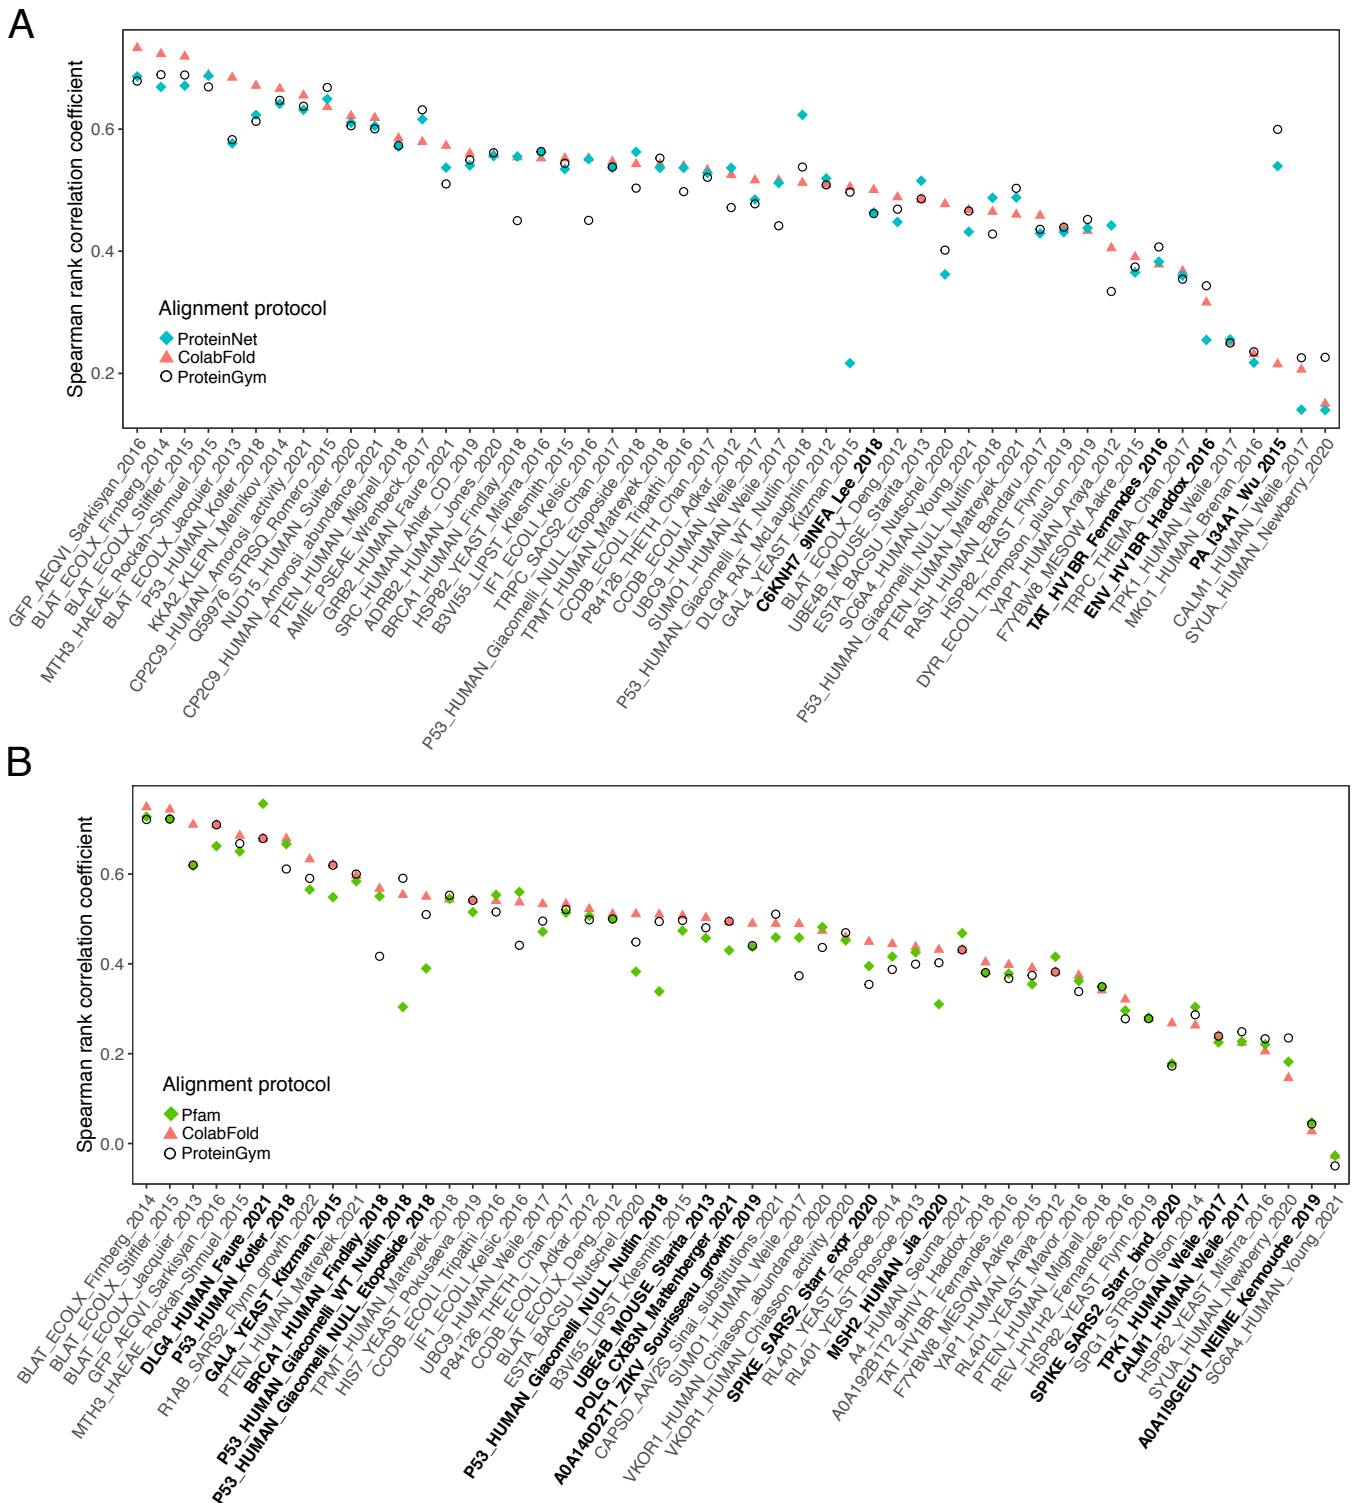 A
Spearman rank correlation coefficient
0.6
0.4
0.2
Alignment protocol
ProteinNet
ColabFold
ProteinGym
GFP_AEQVI_Sarkisyan_2016
BLAT_ECOLX_Firnberg_2014
BLAT_ECOLX_Stiffler_2015
MTH3_HAEAE_Rockah-Shmuel_2015
BLAT_ECOLX_Jacquier_2013
P53_HUMAN_Kotler_2018
KKA2_KLEPN_Melnikov_2014
CP2C9_HUMAN_Amorosi_activity_2021
Q59976_STRSQ_Romero_2015
NUD15_HUMAN_Suiter_2020
CP2C9_HUMAN_Amorosi_abundance_2021
PTEN_HUMAN_Mighell_2018
AMIE_PSEAE_Wrenbeck_2017
GRB2_HUMAN_Faure_2021
SRC_HUMAN_Ahler_CD_2019
ADRB2_HUMAN_Jones_2020
BRCA1_HUMAN_Findlay_2018
HSP82_YEAST_Mishra_2016
B3VI55_LIPST_Klesmith_2015
IF1_ECOLI_Kelsic_2016
TRPC_SACS2_Chan_2017
P53_HUMAN_Giacomelli_NULL_Etoposide_2018
TPMT_HUMAN_Matreyek_2018
CCDB_ECOLI_Tripathi_2016
P84126_THETH_Chan_2017
CCDB_ECOLI_Adkar_2012
UBC9_HUMAN_Weile_2017
SUMO1_HUMAN_Weile_2017
P53_HUMAN_Giacomelli_WT_Nutlin_2018
DLG4_RAT_McLaughlin_2012
GAL4_YEAST_Kitzman_2015
C6KNH7_9INFA_Lee_2018
BLAT_ECOLX_Deng_2012
UBE4B_MOUSE_Starita_2013
ESTA_BACSU_Nutschel_2020
SC6A4_HUMAN_Young_2021
P53_HUMAN_Giacomelli_NULL_Nutlin_2018
PTEN_HUMAN_Matreyek_2021
RASH_HUMAN_Bandaru_2017
HSP82_YEAST_Flynn_2019
DYR_ECOLI_Thompson_plusLon_2019
YAP1_HUMAN_Araya_2012
F7YBW8_MESOW_Aakre_2015
TAT_HV1BR_Fernandes_2016
TRPC_THEMA_Chan_2017
ENV_HV1BR_Haddox_2016
TPK1_HUMAN_Weile_2017
MK01_HUMAN_Brenan_2016
PA_I34A1_Wu_2015
CALM1_HUMAN_Weile_2017
SYUA_HUMAN_Newberry_2020
B
Spearman rank correlation coefficient
0.6
0.4
0.2
0.0
Alignment protocol
Pfam
ColabFold
ProteinGym
BLAT_ECOLX_Firnberg_2014
BLAT_ECOLX_Stiffler_2015
BLAT_ECOLX_Jacquier_2013
GFP_AEQVI_Sarkisyan_2016
MTH3_HAEAE_Rockah-Shmuel_2015
DLG4_HUMAN_Faure_2021
P53_HUMAN_Kotler_2018
R1AB_SARS2_Flynn_growth_2022
GAL4_YEAST_Kitzman_2015
PTEN_HUMAN_Matreyek_2021
BRCA1_HUMAN_Findlay_2018
P53_HUMAN_Giacomelli_WT_Nutlin_2018
P53_HUMAN_Giacomelli_NULL_Etoposide_2018
TPMT_HUMAN_Matreyek_2018
HIS7_YEAST_Pokusaeva_2019
CCDB_ECOLI_Tripathi_2016
IF1_ECOLI_Kelsic_2016
UBC9_HUMAN_Weile_2017
P84126_THETH_Chan_2017
CCDB_ECOLI_Adkar_2012
BLAT_ECOLX_Deng_2012
ESTA_BACSU_Nutschel_2020
P53_HUMAN_Giacomelli_NULL_Nutlin_2018
B3VI55_LIPST_Klesmith_2015
UBE4B_MOUSE_Starita_2013
POLG_CXB3N_Mattenberger_2021
A0A140D2T1_ZIKV_Sourisseau_growth_2019
CAPSD_AAV2S_Sinai_substitutions_2021
SUMO1_HUMAN_Weile_2017
VKOR1_HUMAN_Chiasson_abundance_2020
VKOR1_HUMAN_Chiasson_activity_2020
SPIKE_SARS2_Starr_expr_2020
RL401_YEAST_Roscoe_2014
RL401_YEAST_Roscoe_2013
MSH2_HUMAN_Jia_2020
A4_HUMAN_Seuma_2021
A0A192B1T2_9HIV1_Haddox_2018
TAT_HV1BR_Fernandes_2016
F7YBW8_MESOW_Aakre_2015
YAP1_HUMAN_Araya_2012
RL401_YEAST_Mavor_2016
PTEN_HUMAN_Mighell_2018
REV_HV1H2_Fernandes_2016
HSP82_YEAST_Flynn_2019
SPIKE_SARS2_Starr_bind_2020
SPG1_STRSG_Olson_2014
TPK1_HUMAN_Weile_2017
CALM1_HUMAN_Weile_2017
HSP82_YEAST_Mishra_2016
SYUA_HUMAN_Newberry_2020
A0A1I9GEU1_NEIME_Kennouche_2019
SC6A4_HUMAN_Young_2021